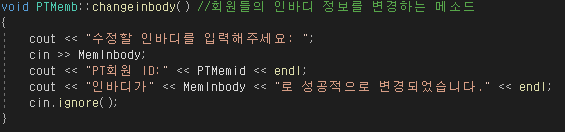 void PTMemb::changeinbody() //회원들의 인바디 정보를 변경하는 메소드
{
cout << "수정할 인바디를 입력해주세요: ";
cin >> MemInbody;
cout << "PT회원 ID:" << PTMemid << endl;
cout << "인바디가" << MemInbody << "로 성공적으로 변경되었습니다." << endl;
cin.ignore();
}